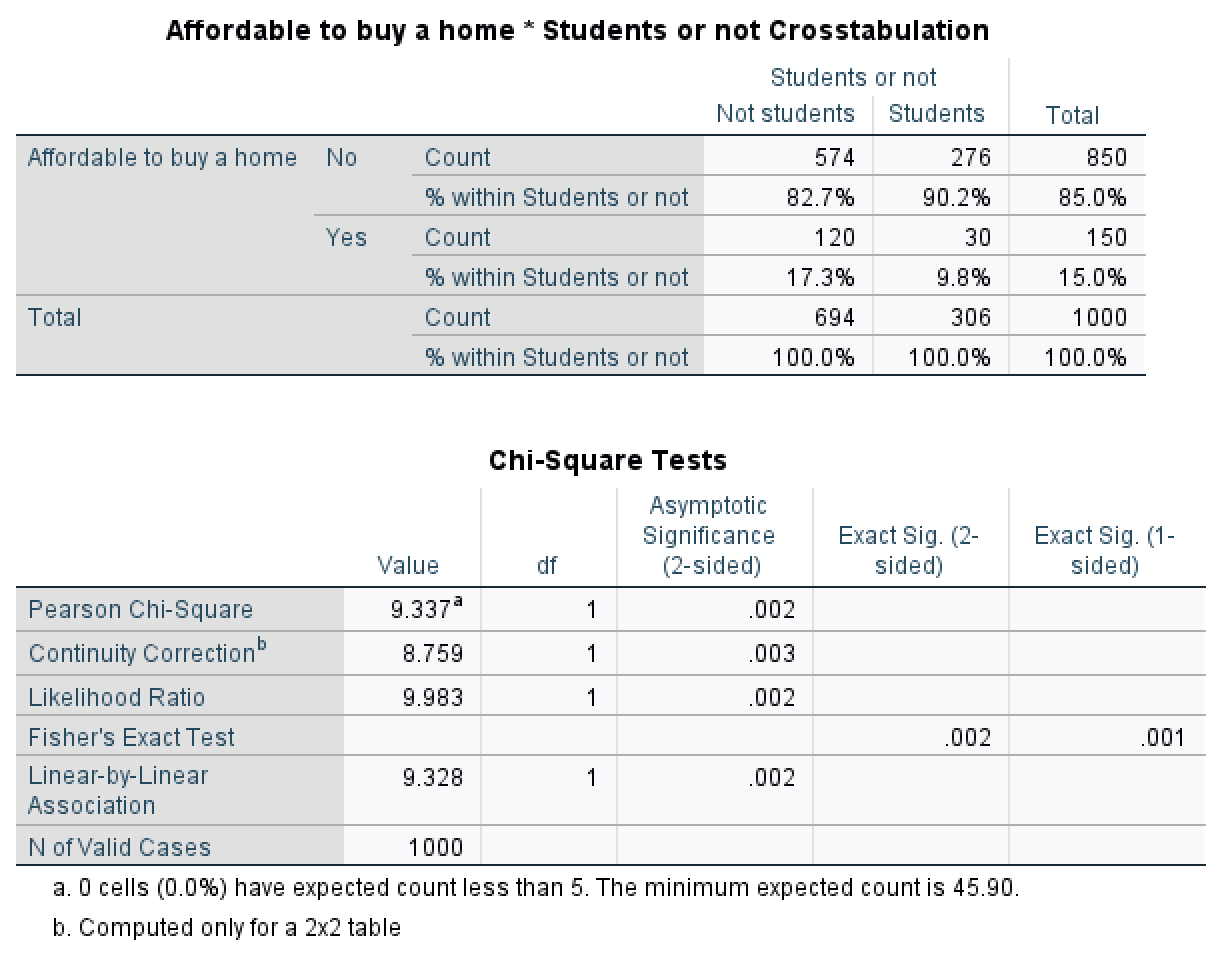 Affordable to buy a home * Students or not Crosstabulation
Students or not
Not students Students Total
Affordable to buy a home No Count 574 276 850
% within Students or not 82.7% 90.2% 85.0%
Yes Count 120 30 150
% within Students or not 17.3% 9.8% 15.0%
Total Count 694 306 1000
% within Students or not 100.0% 100.0% 100.0%
Chi-Square Tests
Value df Asymptotic Significance (2-sided) Exact Sig. (2-sided) Exact Sig. (1-sided)
Pearson Chi-Square 9.337a 1 .002
Continuity Correctionb 8.759 1 .003
Likelihood Ratio 9.983 1 .002
Fisher's Exact Test .002 .001
Linear-by-Linear Association 9.328 1 .002
N of Valid Cases 1000
a. 0 cells (0.0%) have expected count less than 5. The minimum expected count is 45.90.
b. Computed only for a 2x2 table